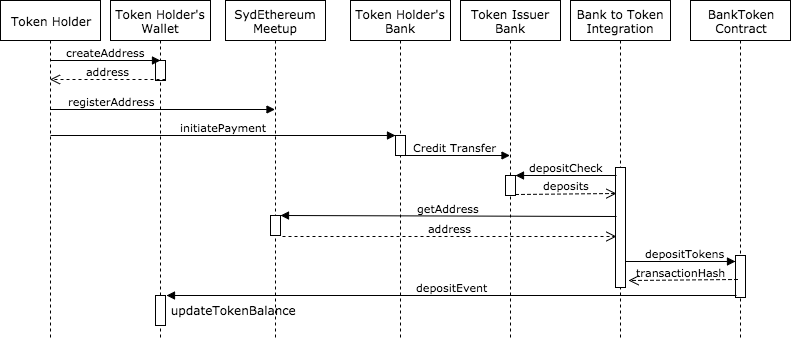 Token Holder
Token Holder's
Wallet
SydEthereum
Meetup
Token Holder's
Bank
Token Issuer
Bank
Bank to Token
Integration
BankToken
Contract
createAddress
address
registerAddress
initiatePayment
Credit Transfer
depositCheck
deposits
getAddress
address
depositTokens
transactionHash
depositEvent
updateTokenBalance